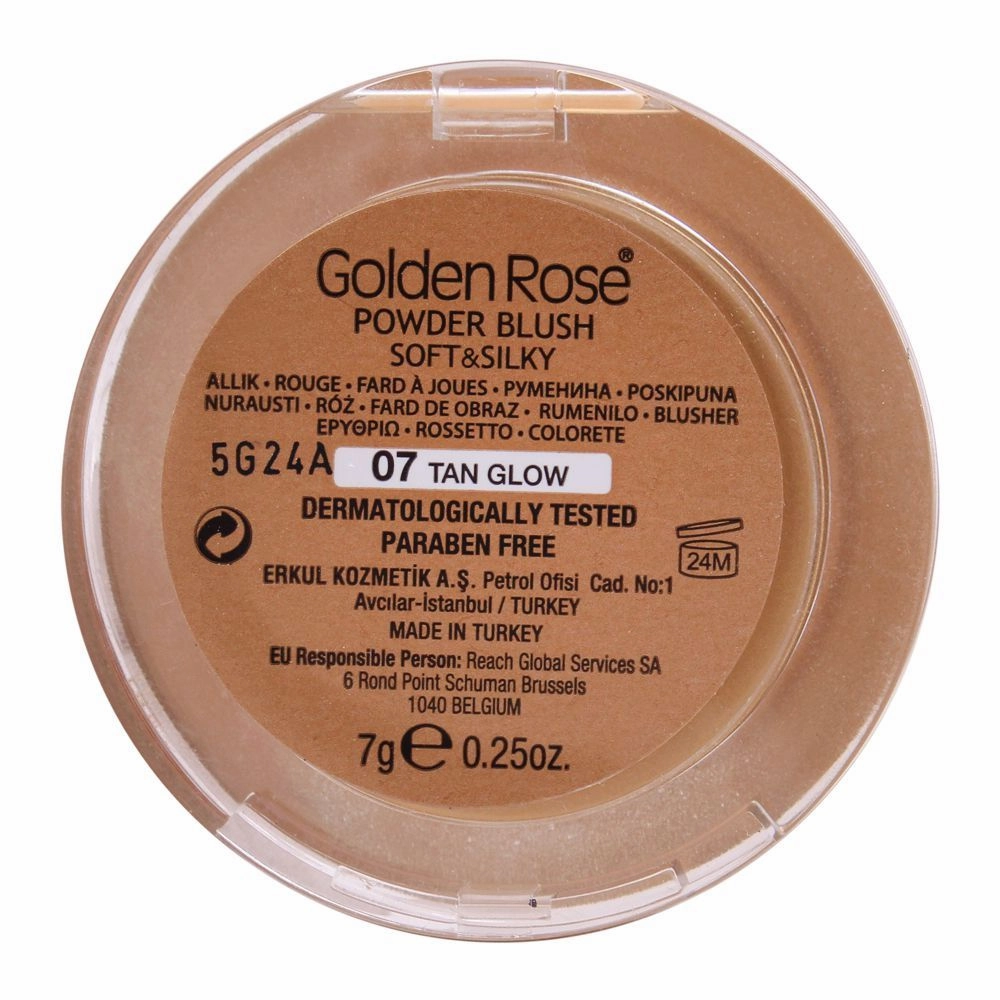 Golden Rose®
POWDER BLUSH
SOFT&SILKY
ALLIK • ROUGE • FARD À JOUES • РУМЕНИНА • POSKIPUNA
NURAUSTI • RÓŻ • FARD DE OBRAZ • RUMENILO • BLUSHER
ΕΡΥΘΡΙΩ • ROSSETTO • COLORETE
5G24A 07 TAN GLOW
DERMATOLOGICALLY TESTED
PARABEN FREE
24M
ERKUL KOZMETİK A.Ş. Petrol Ofisi Cad. No:1
Avcılar-İstanbul / TURKEY
MADE IN TURKEY
EU Responsible Person: Reach Global Services SA
6 Rond Point Schuman Brussels
1040 BELGIUM
7g e 0.25oz.